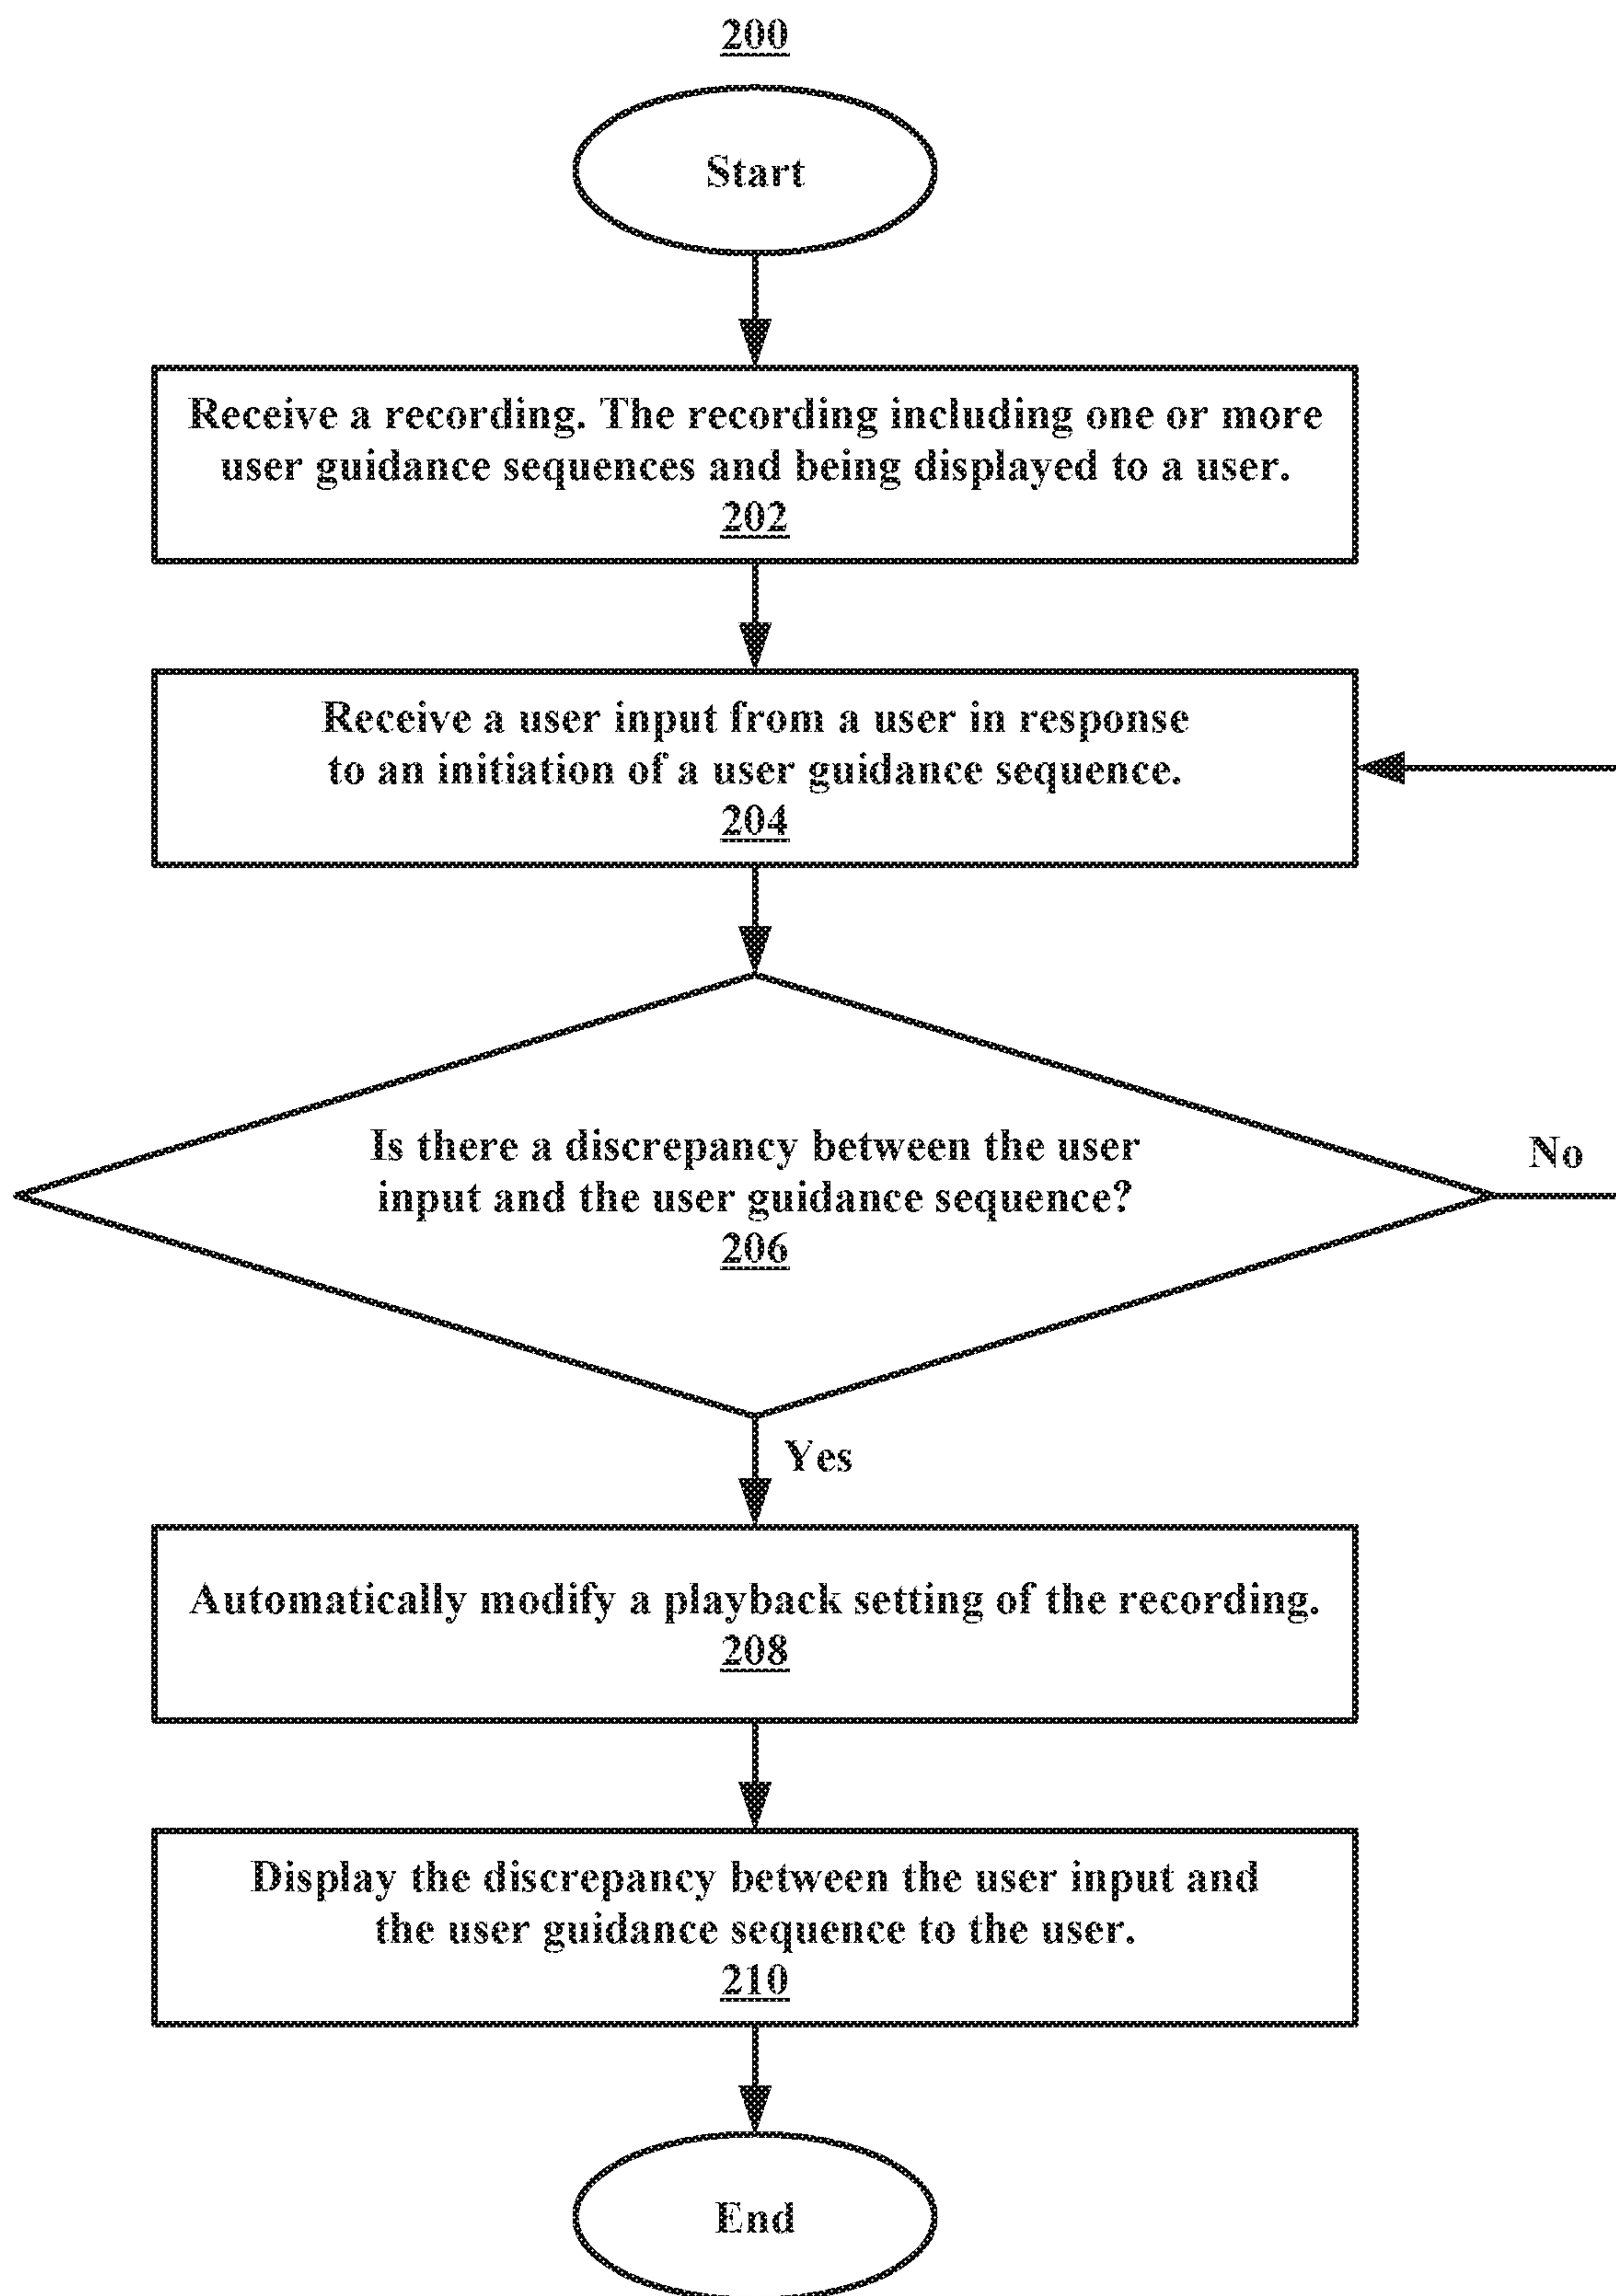 200
Start
Receive a recording. The recording including one or more
user guidance sequences and being displayed to a user.
202
Receive a user input from a user in response
to an initiation of a user guidance sequence.
204
Is there a discrepancy between the user
input and the user guidance sequence?
206
No
Yes
Automatically modify a playback setting of the recording.
208
Display the discrepancy between the user input and
the user guidance sequence to the user.
210
End